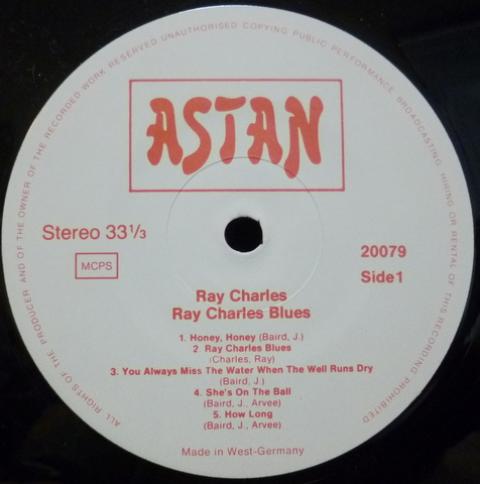 ALL RIGHTS OF THE PRODUCER AND OF THE OWNER OF THE RECORDED WORK RESERVED UNAUTHORISED COPYING PUBLIC PERFORMANCE BROADCASTING, HIRING OR RENTAL OF THIS RECORDING PROHIBITED
ASTAN
Stereo 33⅓
MCPS
20079
Side1
Ray Charles
Ray Charles Blues
1. Honey, Honey (Baird, J.)
2. Ray Charles Blues
(Charles, Ray)
3. You Always Miss The Water When The Well Runs Dry
(Baird, J.)
4. She's On The Ball
(Baird, J., Arvee)
5. How Long
(Baird, J., Arvee)
Made in West-Germany